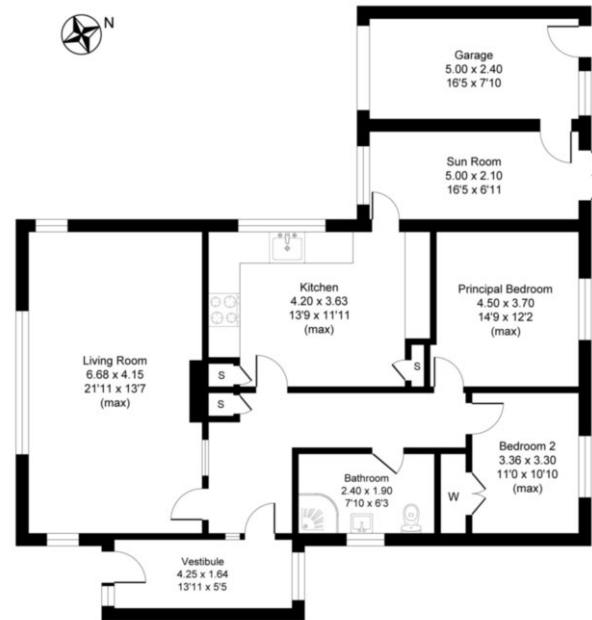 N
Garage
5.00 x 2.40
16'5 x 7'10
Sun Room
5.00 x 2.10
16'5 x 6'11
Kitchen
4.20 x 3.63
13'9 x 11'11
(max)
Principal Bedroom
4.50 x 3.70
14'9 x 12'2
(max)
Living Room
6.68 x 4.15
21'11 x 13'7
(max)
S
S
S
Bedroom 2
3.36 x 3.30
11'0 x 10'10
(max)
Bathroom
2.40 x 1.90
7'10 x 6'3
W
Vestibule
4.25 x 1.64
13'11 x 5'5